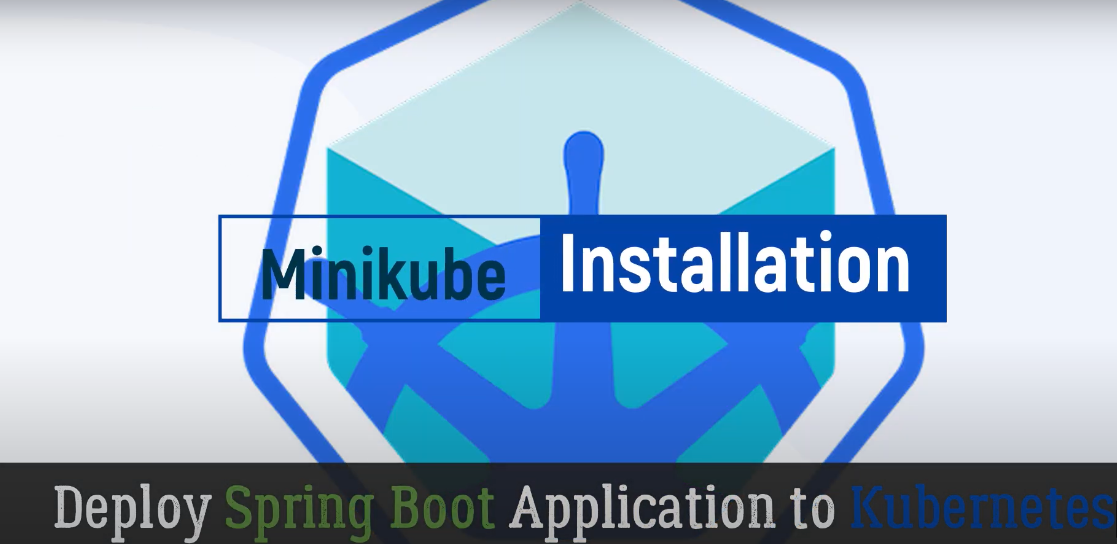 Minikube Installation
Deploy Spring Boot Application to Kubernetes